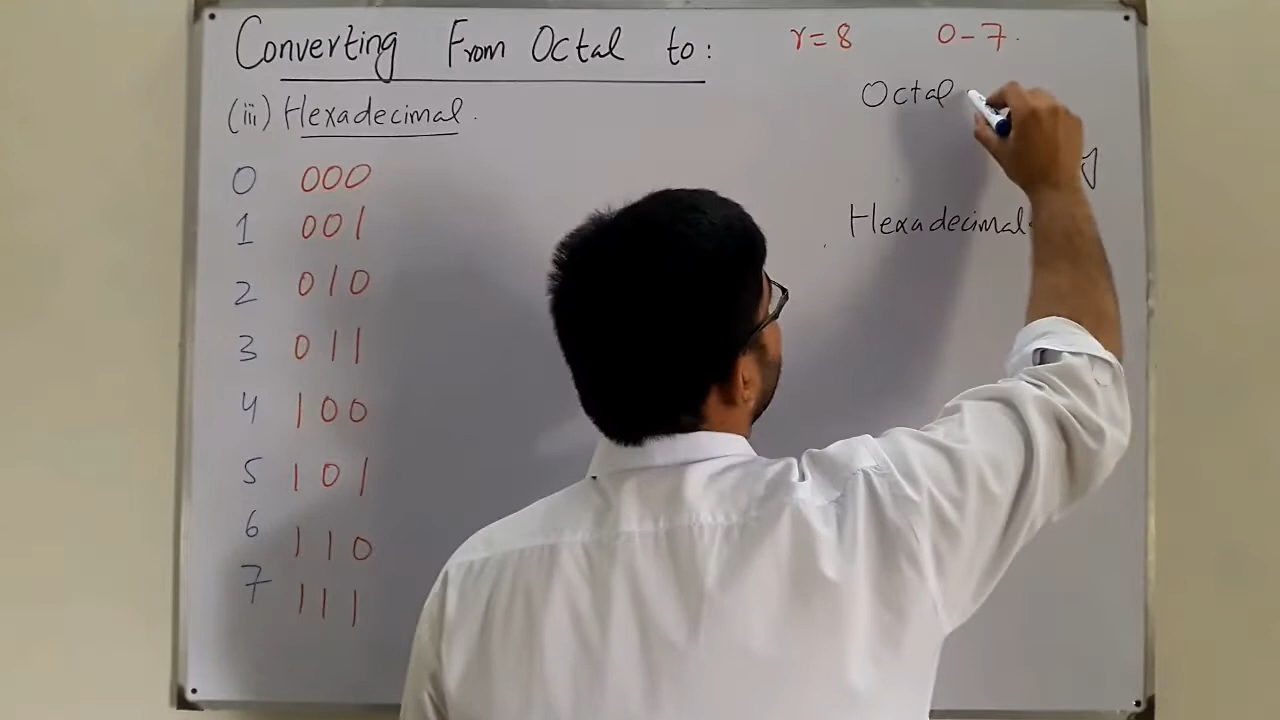 Converting From Octal to: r=8 0-7.
Octal
(iii) Hexadecimal.
0 000
1 001
Hexadecimal
2 010
3 011
4 100
5 101
6 110
7 111